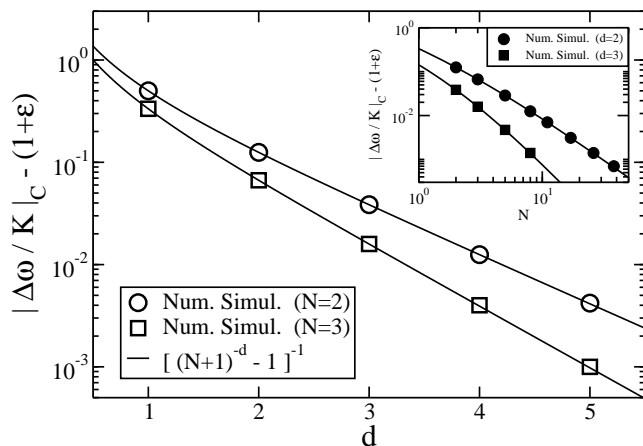 | Δω / K |_C - (1+ε)
10^0
10^-1
10^-2
10^-3
1 2 3 4 5
d
Num. Simul. (N=2)
Num. Simul. (N=3)
[ (N+1)^-d - 1 ]^-1
Num. Simul. (d=2)
Num. Simul. (d=3)
| Δω / K |_C - (1+ε)
10^-2
10^0 10^1
N